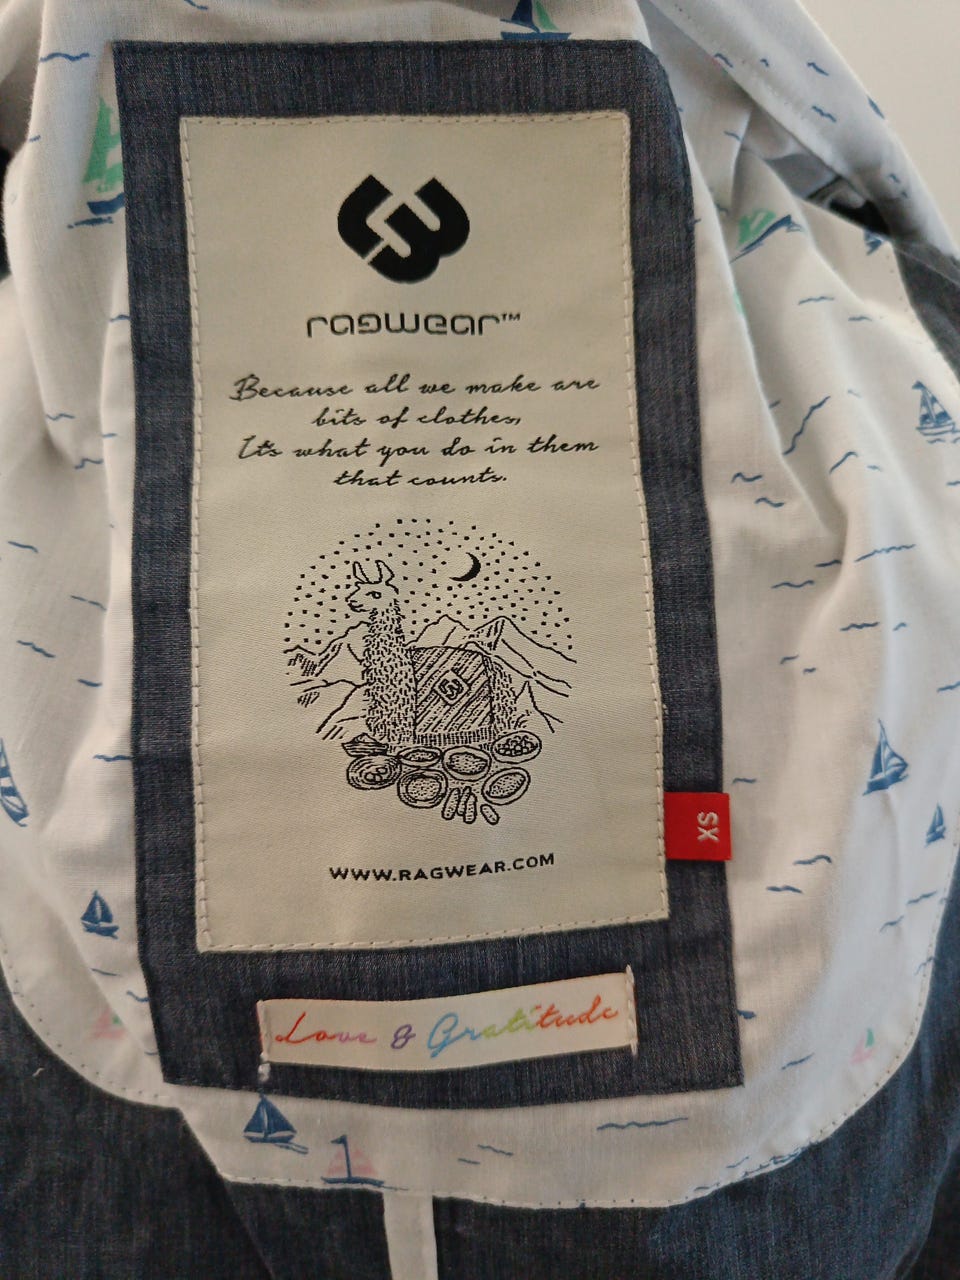 ragwear™
Because all we make are
bits of clothes,
It's what you do in them
that counts.
WWW.RAGWEAR.COM
XS
Love & Gratitude